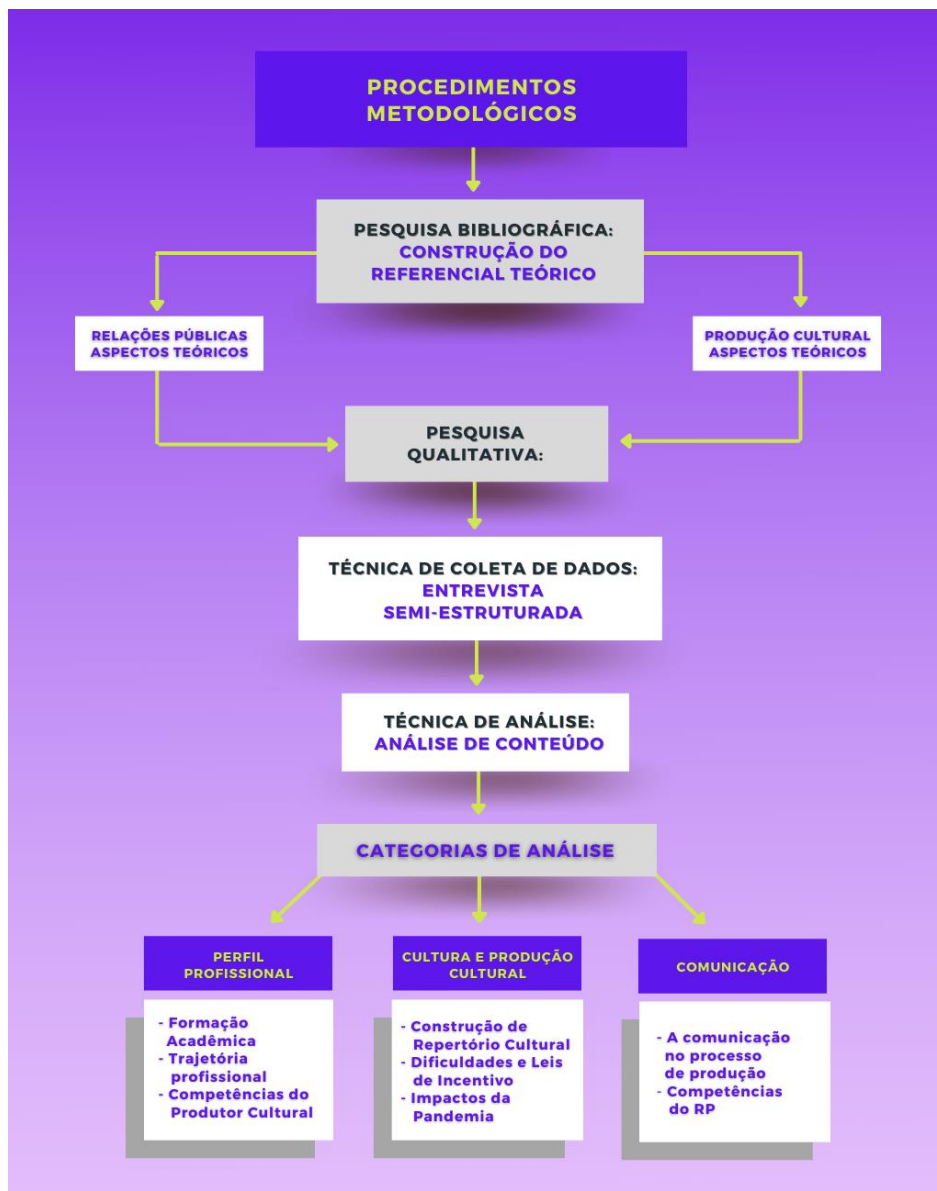 PROCEDIMENTOS
METODOLÓGICOS
PESQUISA BIBLIOGRÁFICA:
CONSTRUÇÃO DO
REFERENCIAL TEÓRICO
RELAÇÕES PÚBLICAS
ASPECTOS TEÓRICOS
PRODUÇÃO CULTURAL
ASPECTOS TEÓRICOS
PESQUISA
QUALITATIVA:
TÉCNICA DE COLETA DE DADOS:
ENTREVISTA
SEMI-ESTRUTURADA
TÉCNICA DE ANÁLISE:
ANÁLISE DE CONTEÚDO
CATEGORIAS DE ANÁLISE
PERFIL
PROFISSIONAL
- Formação
Acadêmica
- Trajetória
profissional
- Competências do
Produtor Cultural
CULTURA E PRODUÇÃO
CULTURAL
- Construção de
Repertório Cultural
- Dificuldades e Leis
de Incentivo
- Impactos da
Pandemia
COMUNICAÇÃO
- A comunicação
no processo
de produção
- Competências
do RP